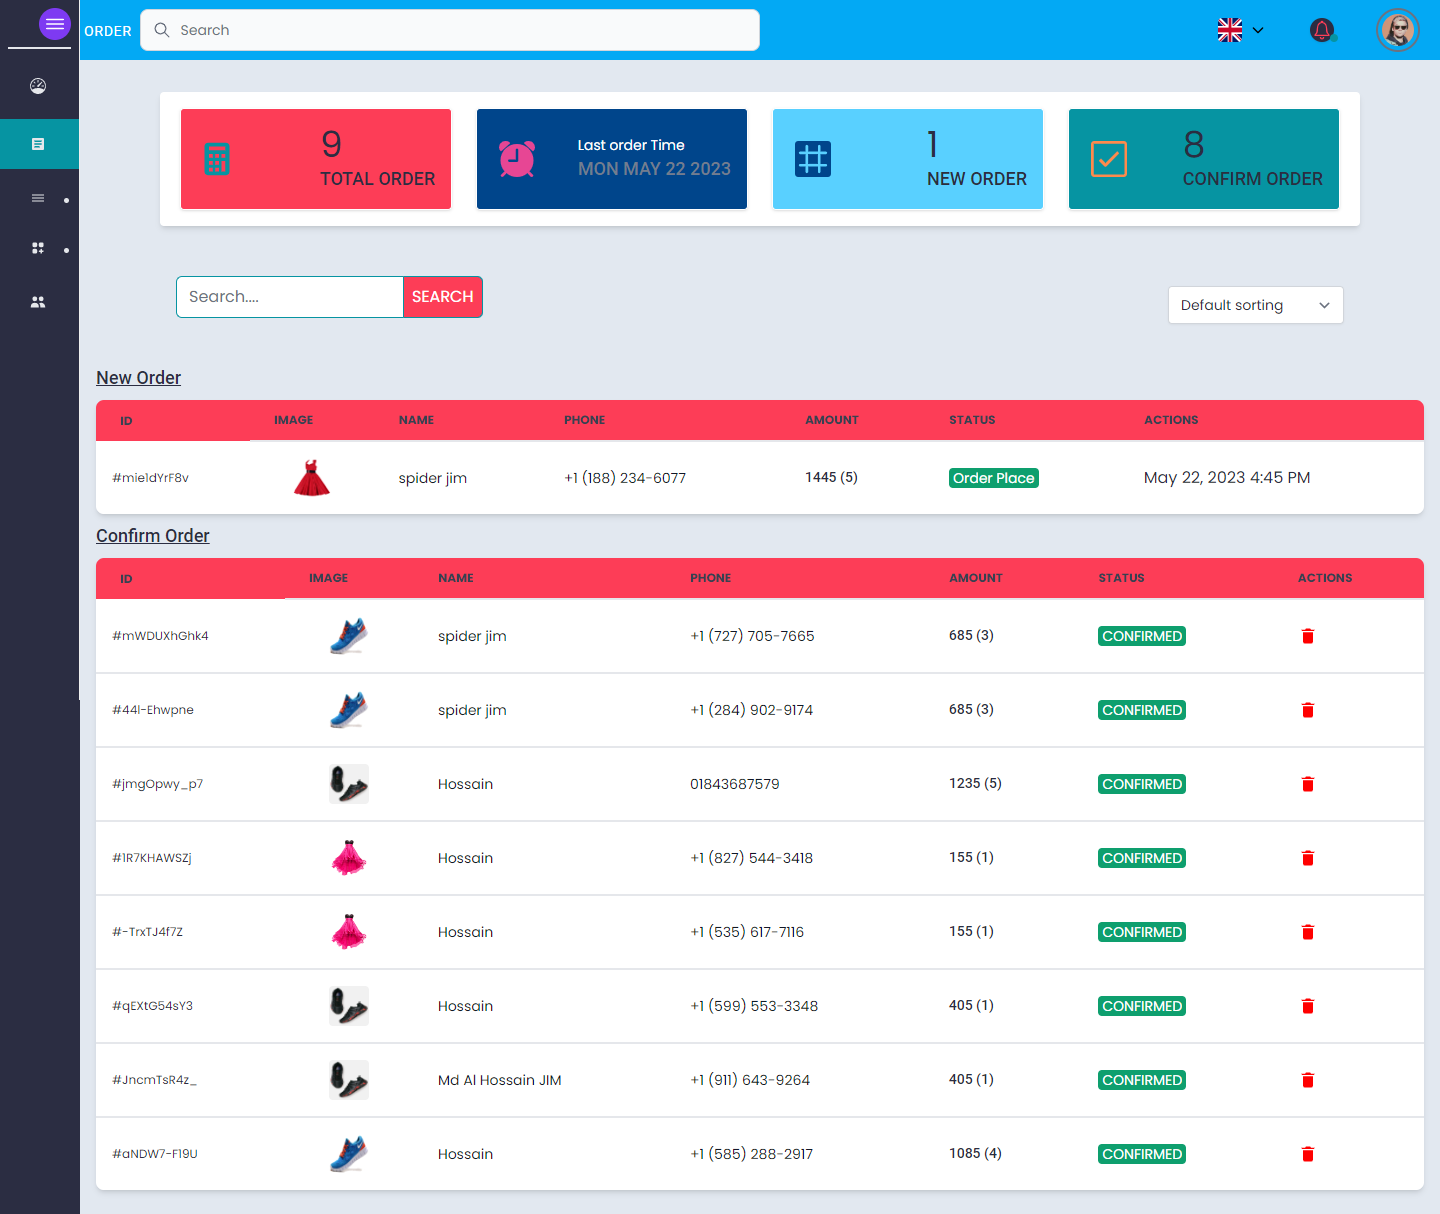 ORDER
Search
9
TOTAL ORDER
Last order Time
MON MAY 22 2023
1
NEW ORDER
8
CONFIRM ORDER
Search....
SEARCH
Default sorting
New Order
ID IMAGE NAME PHONE AMOUNT STATUS ACTIONS
#mie1dYrF8v spider jim +1 (188) 234-6077 1445 (5) Order Place May 22, 2023 4:45 PM
Confirm Order
ID IMAGE NAME PHONE AMOUNT STATUS ACTIONS
#mWDUXhGhk4 spider jim +1 (727) 705-7665 685 (3) CONFIRMED
#44l-Ehwpne spider jim +1 (284) 902-9174 685 (3) CONFIRMED
#jmgOpwy_p7 Hossain 01843687579 1235 (5) CONFIRMED
#1R7KHAWSZj Hossain +1 (827) 544-3418 155 (1) CONFIRMED
#-TrxTJ4f7Z Hossain +1 (535) 617-7116 155 (1) CONFIRMED
#qEXtG54sY3 Hossain +1 (599) 553-3348 405 (1) CONFIRMED
#JncmTsR4z_ Md Al Hossain JIM +1 (911) 643-9264 405 (1) CONFIRMED
#aNDW7-F19U Hossain +1 (585) 288-2917 1085 (4) CONFIRMED